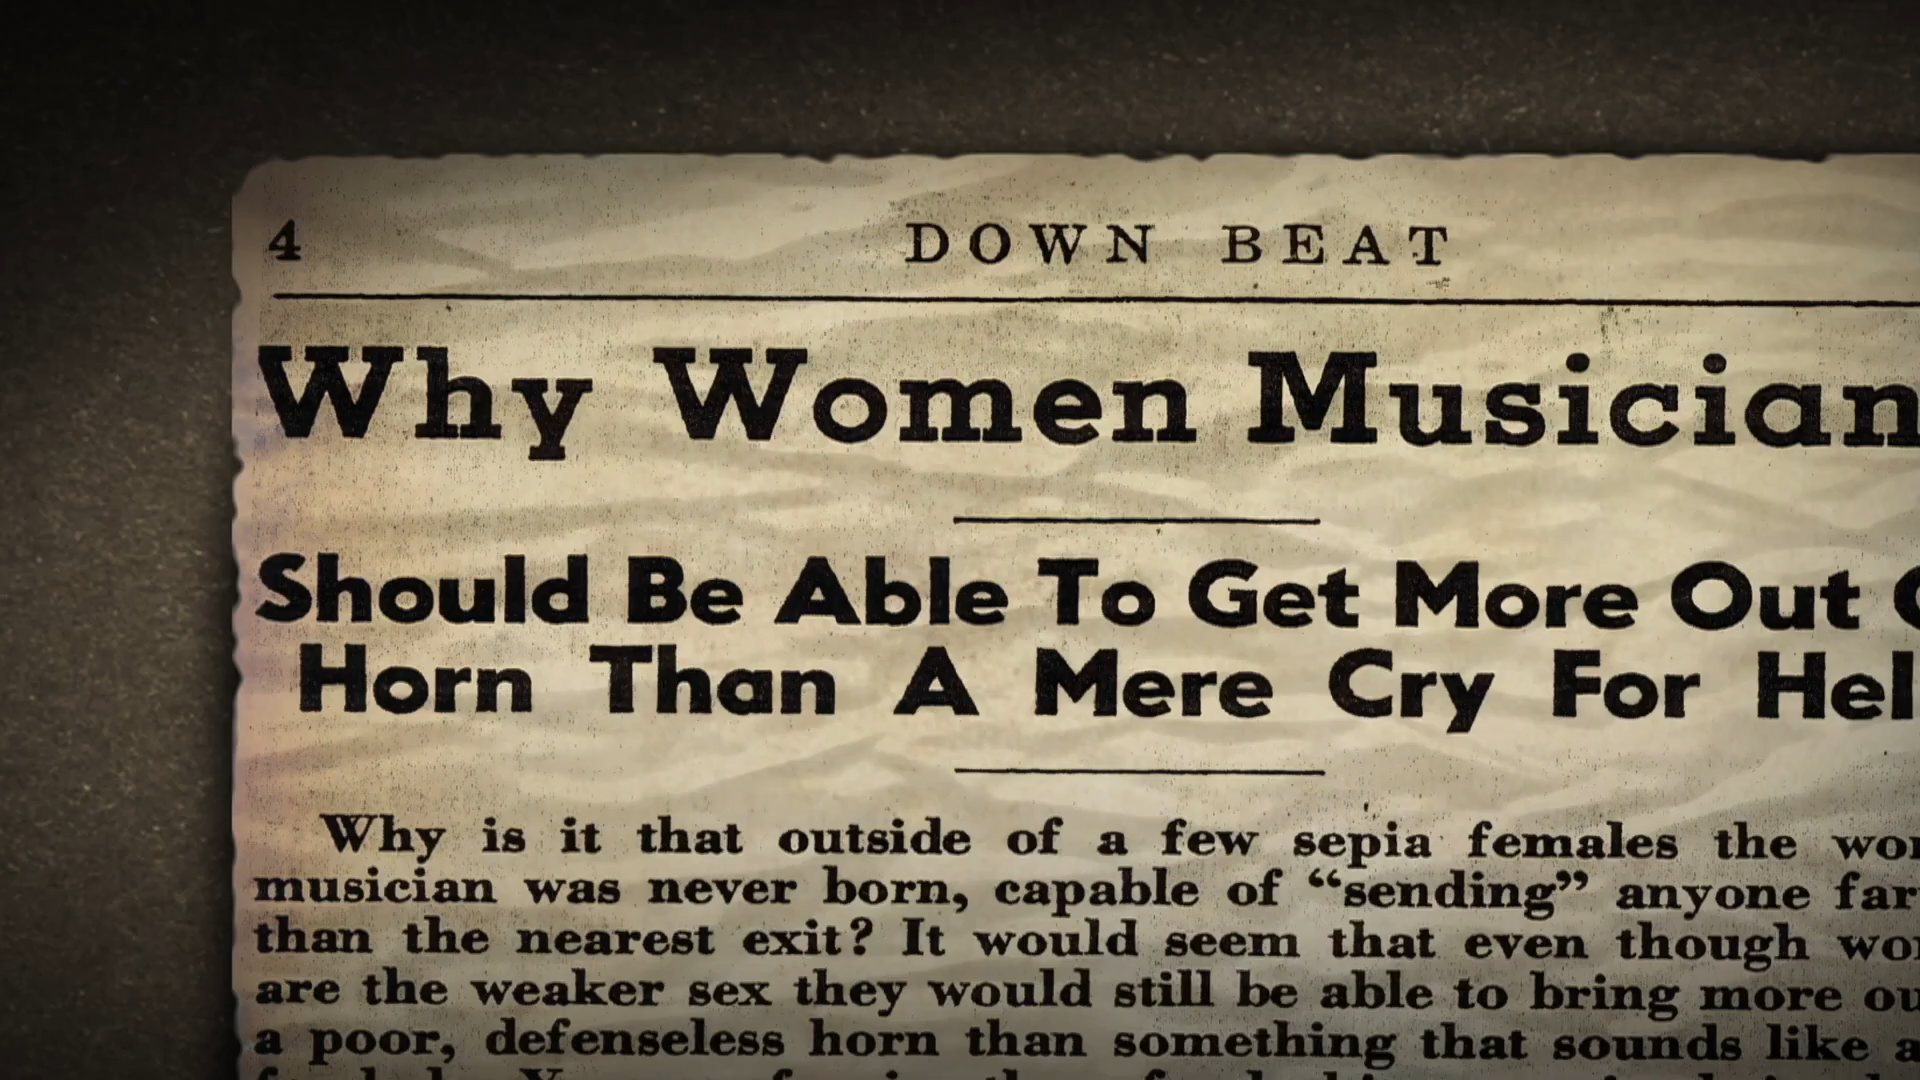 4 DOWN BEAT
Why Women Musician
Should Be Able To Get More Out
Horn Than A Mere Cry For Hel
Why is it that outside of a few sepia females the
musician was never born, capable of “sending” anyone
than the nearest exit? It would seem that even though
are the weaker sex they would still be able to bring more
a poor, defenseless horn than something that sounds like a